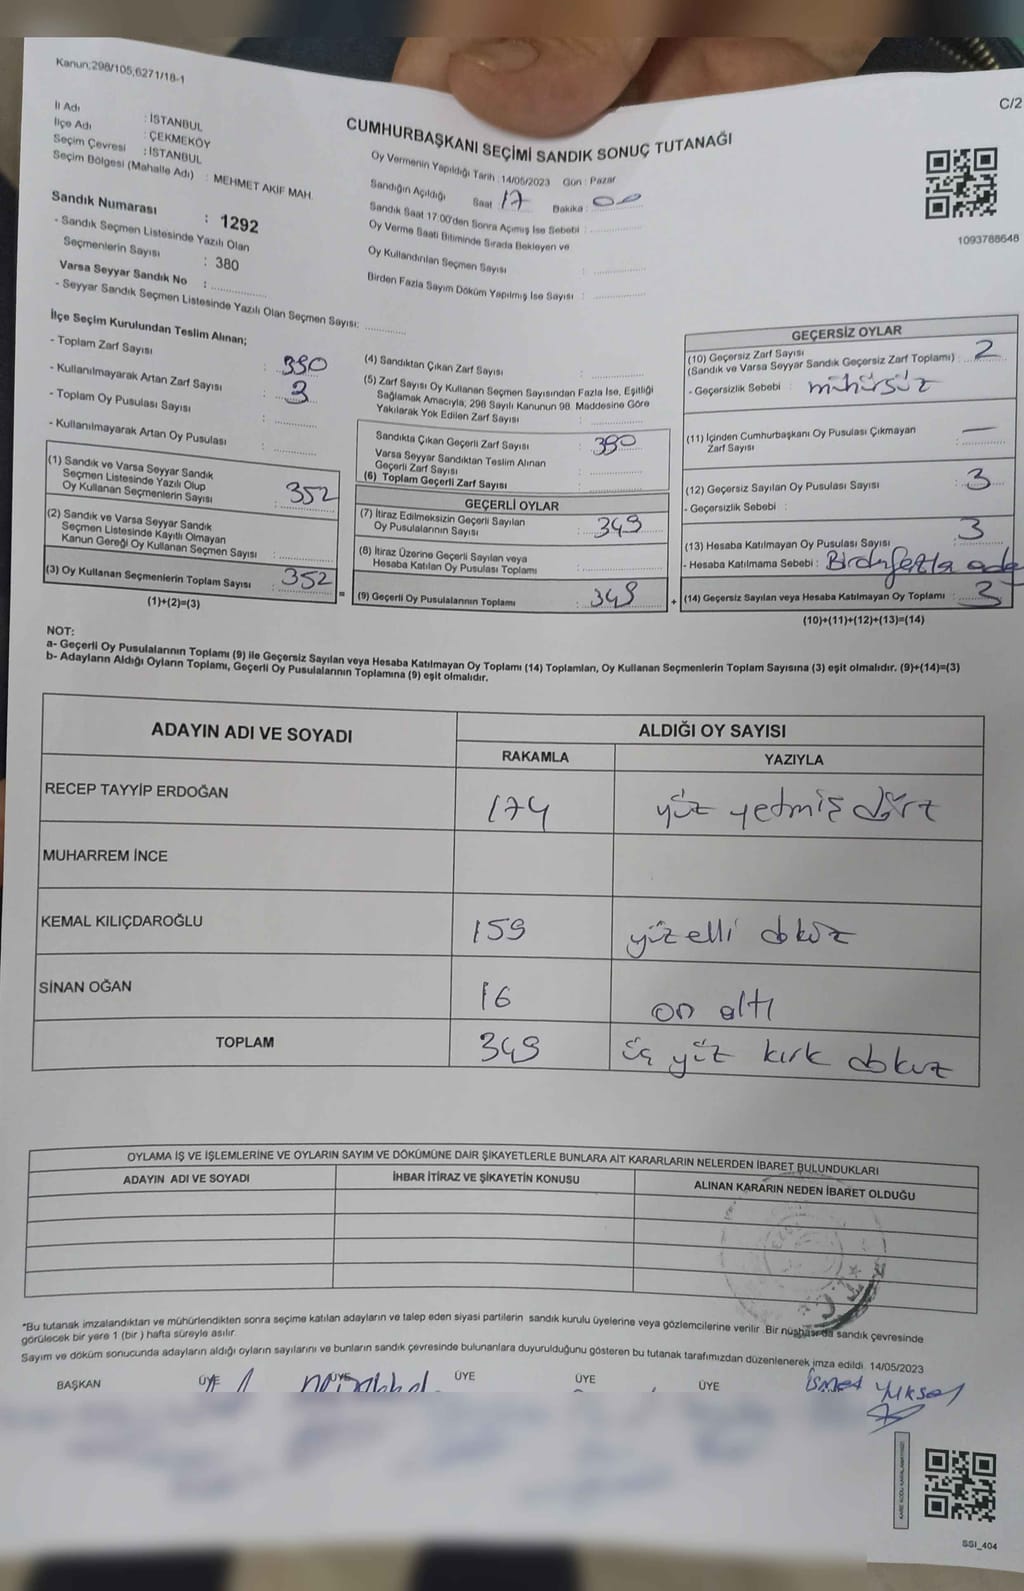 Kanun;298/105;6271/18-1
C/2
İl Adı : İSTANBUL
İlçe Adı : ÇEKMEKÖY
Seçim Çevresi : İSTANBUL
Seçim Bölgesi (Mahalle Adı) : MEHMET AKİF MAH.
Sandık Numarası : 1292
- Sandık Seçmen Listesinde Yazılı Olan
Seçmenlerin Sayısı : 380
Varsa Seyyar Sandık No :
- Seyyar Sandık Seçmen Listesinde Yazılı Olan Seçmen Sayısı:
CUMHURBAŞKANI SEÇİMİ SANDIK SONUÇ TUTANAĞI
Oy Vermenin Yapıldığı Tarih : 14/05/2023 Gün : Pazar
Sandığın Açıldığı Saat 17 Dakika : 00
Sandık Saat 17.00'den Sonra Açımış İse Sebebi :
Oy Verme Saati Bitiminde Sırada Bekleyen ve
Oy Kullandırılan Seçmen Sayısı :
Birden Fazla Sayım Döküm Yapılmış İse Sayısı :
1093788648
İlçe Seçim Kurulundan Teslim Alınan;
- Toplam Zarf Sayısı : 390
- Kullanılmayarak Artan Zarf Sayısı : 3
- Toplam Oy Pusulası Sayısı :
- Kullanılmayarak Artan Oy Pusulası :
(1) Sandık ve Varsa Seyyar Sandık
Seçmen Listesinde Yazılı Olup
Oy Kullanan Seçmenlerin Sayısı : 352
(2) Sandık ve Varsa Seyyar Sandık
Seçmen Listesinde Kayıtlı Olmayan
Kanun Gereği Oy Kullanan Seçmen Sayısı :
(3) Oy Kullanan Seçmenlerin Toplam Sayısı : 352
(1)+(2)=(3)
=
(4) Sandıktan Çıkan Zarf Sayısı :
(5) Zarf Sayısı Oy Kullanan Seçmen Sayısından Fazla İse, Eşitliği
Sağlamak Amacıyla; 298 Sayılı Kanunun 98. Maddesine Göre
Yakılarak Yok Edilen Zarf Sayısı :
Sandıkta Çıkan Geçerli Zarf Sayısı : 390
Varsa Seyyar Sandıktan Teslim Alınan
Geçerli Zarf Sayısı :
(6) Toplam Geçerli Zarf Sayısı :
GEÇERLİ OYLAR
(7) İtiraz Edilmeksizin Geçerli Sayılan
Oy Pusulalarının Sayısı : 349
(8) İtiraz Üzerine Geçerli Sayılan veya
Hesaba Katılan Oy Pusulası Toplamı :
(9) Geçerli Oy Pusulalarının Toplamı : 349
+
GEÇERSİZ OYLAR
(10) Geçersiz Zarf Sayısı
(Sandık ve Varsa Seyyar Sandık Geçersiz Zarf Toplamı) : 2
- Geçersizlik Sebebi : mühürsüz
(11) İçinden Cumhurbaşkanı Oy Pusulası Çıkmayan
Zarf Sayısı : —
(12) Geçersiz Sayılan Oy Pusulası Sayısı : 3
- Geçersizlik Sebebi :
(13) Hesaba Katılmayan Oy Pusulası Sayısı : 3
- Hesaba Katılmama Sebebi : Birden fazla
(14) Geçersiz Sayılan veya Hesaba Katılmayan Oy Toplamı : 3
(10)+(11)+(12)+(13)=(14)
NOT:
a- Geçerli Oy Pusulalarının Toplamı (9) ile Geçersiz Sayılan veya Hesaba Katılmayan Oy Toplamı (14) Toplamları, Oy Kullanan Seçmenlerin Toplam Sayısına (3) eşit olmalıdır. (9)+(14)=(3)
b- Adayların Aldığı Oyların Toplamı, Geçerli Oy Pusulalarının Toplamına (9) eşit olmalıdır.
ADAYIN ADI VE SOYADI ALDIĞI OY SAYISI
RAKAMLA YAZIYLA
RECEP TAYYİP ERDOĞAN 174 yüz yetmiş dört
MUHARREM İNCE
KEMAL KILIÇDAROĞLU 159 yüz elli dokuz
SİNAN OĞAN 16 on altı
TOPLAM 349 üç yüz kırk dokuz
OYLAMA İŞ VE İŞLEMLERİNE VE OYLARIN SAYIM VE DÖKÜMÜNE DAİR ŞİKAYETLERLE BUNLARA AİT KARARLARIN NELERDEN İBARET BULUNDUKLARI
ADAYIN ADI VE SOYADI İHBAR İTİRAZ VE ŞİKAYETİN KONUSU ALINAN KARARIN NEDEN İBARET OLDUĞU
*Bu tutanak imzalandıktan ve mühürlendikten sonra seçime katılan adayların ve talep eden siyasi partilerin sandık kurulu üyelerine veya gözlemcilerine verilir. Bir nüshası da sandık çevresinde
görülecek bir yere 1 (bir ) hafta süreyle asılır.
Sayım ve döküm sonucunda adayların aldığı oyların sayılarını ve bunların sandık çevresinde bulunanlara duyurulduğunu gösteren bu tutanak tarafımızdan düzenlenerek imza edildi. 14/05/2023
BAŞKAN ÜYE ÜYE ÜYE ÜYE ÜYE İsmet Yüksel
SSI_404